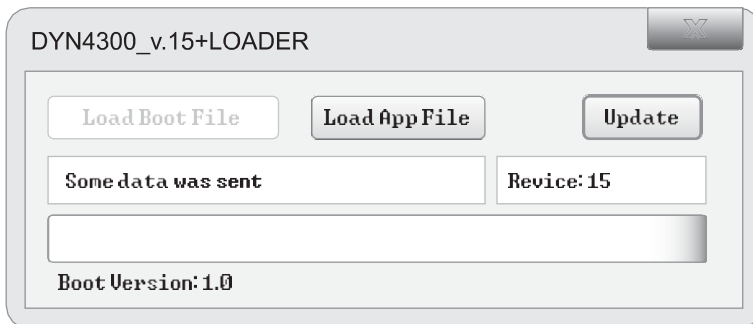 DYN4300_v.15+LOADER
X
Load Boot File
Load App File
Update
Some data was sent
Revice:15
Boot Version:1.0